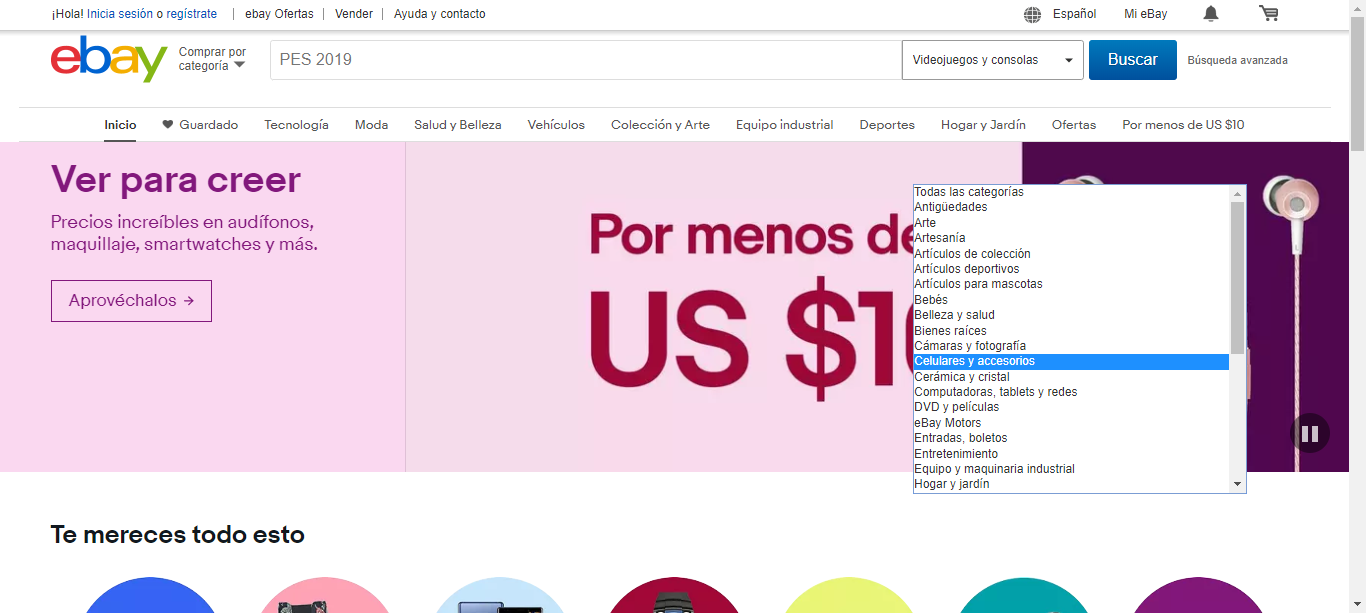 ¡Hola! Inicia sesión o regístrate | ebay Ofertas | Vender | Ayuda y contacto
Español Mi eBay
ebay
Comprar por
categoría
PES 2019
Videojuegos y consolas
Buscar
Búsqueda avanzada
Inicio Guardado Tecnología Moda Salud y Belleza Vehículos Colección y Arte Equipo industrial Deportes Hogar y Jardín Ofertas Por menos de US $10
Ver para creer
Precios increíbles en audífonos,
maquillaje, smartwatches y más.
Aprovéchalos →
Por menos de
US $10
Todas las categorías
Antigüedades
Arte
Artesanía
Artículos de colección
Artículos deportivos
Artículos para mascotas
Bebés
Belleza y salud
Bienes raíces
Cámaras y fotografía
Celulares y accesorios
Cerámica y cristal
Computadoras, tablets y redes
DVD y películas
eBay Motors
Entradas, boletos
Entretenimiento
Equipo y maquinaria industrial
Hogar y jardín
Te mereces todo esto